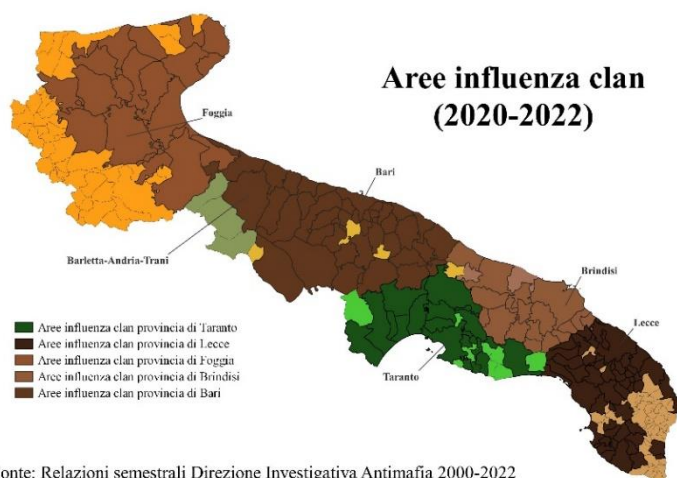 Aree influenza clan
(2020-2022)
Foggia
Bari
Barletta-Andria-Trani
Brindisi
Lecce
Taranto
Aree influenza clan provincia di Taranto
Aree influenza clan provincia di Lecce
Aree influenza clan provincia di Foggia
Aree influenza clan provincia di Brindisi
Aree influenza clan provincia di Bari
onte: Relazioni semestrali Direzione Investigativa Antimafia 2000-2022